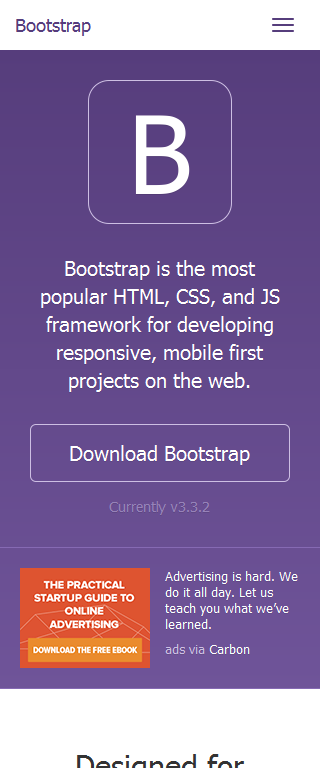 Bootstrap
B
Bootstrap is the most
popular HTML, CSS, and JS
framework for developing
responsive, mobile first
projects on the web.
Download Bootstrap
Currently v3.3.2
THE PRACTICAL
STARTUP GUIDE TO
ONLINE
ADVERTISING
DOWNLOAD THE FREE EBOOK
Advertising is hard. We
do it all day. Let us
teach you what we've
learned.
ads via Carbon
Designed for